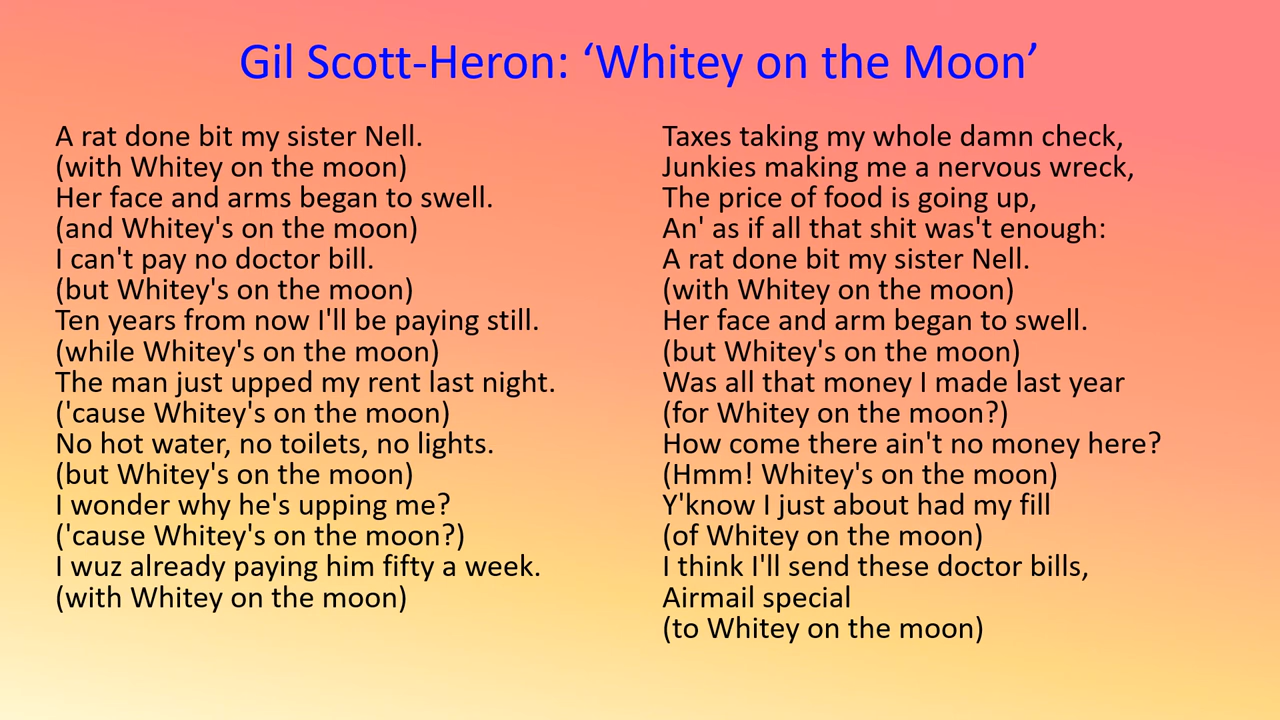 Gil Scott-Heron: ‘Whitey on the Moon’
A rat done bit my sister Nell.
(with Whitey on the moon)
Her face and arms began to swell.
(and Whitey's on the moon)
I can't pay no doctor bill.
(but Whitey's on the moon)
Ten years from now I'll be paying still.
(while Whitey's on the moon)
The man just upped my rent last night.
('cause Whitey's on the moon)
No hot water, no toilets, no lights.
(but Whitey's on the moon)
I wonder why he's upping me?
('cause Whitey's on the moon?)
I wuz already paying him fifty a week.
(with Whitey on the moon)
Taxes taking my whole damn check,
Junkies making me a nervous wreck,
The price of food is going up,
An' as if all that shit was't enough:
A rat done bit my sister Nell.
(with Whitey on the moon)
Her face and arm began to swell.
(but Whitey's on the moon)
Was all that money I made last year
(for Whitey on the moon?)
How come there ain't no money here?
(Hmm! Whitey's on the moon)
Y'know I just about had my fill
(of Whitey on the moon)
I think I'll send these doctor bills,
Airmail special
(to Whitey on the moon)